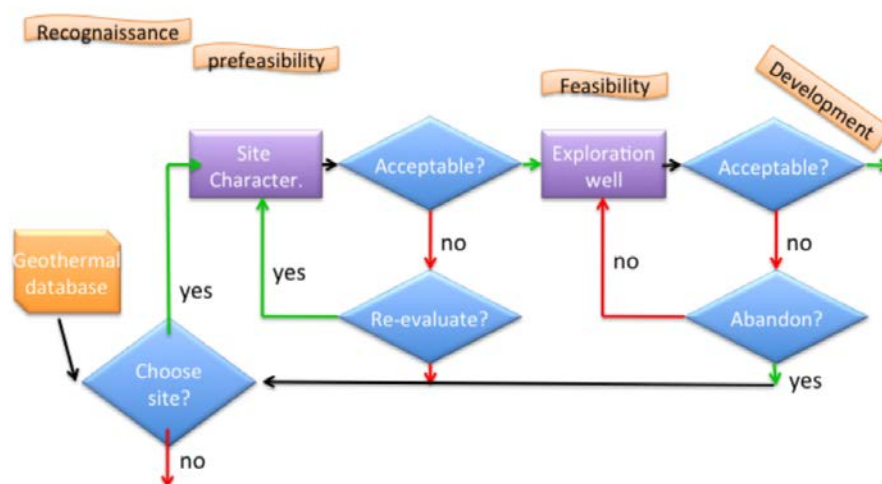 Recognaissance
prefeasibility
Feasibility
Development
Site
Character.
Acceptable?
Exploration
well
Acceptable?
no
no
yes
yes
no
Geothermal
database
Re-evaluate?
Abandon?
Choose
site?
yes
no